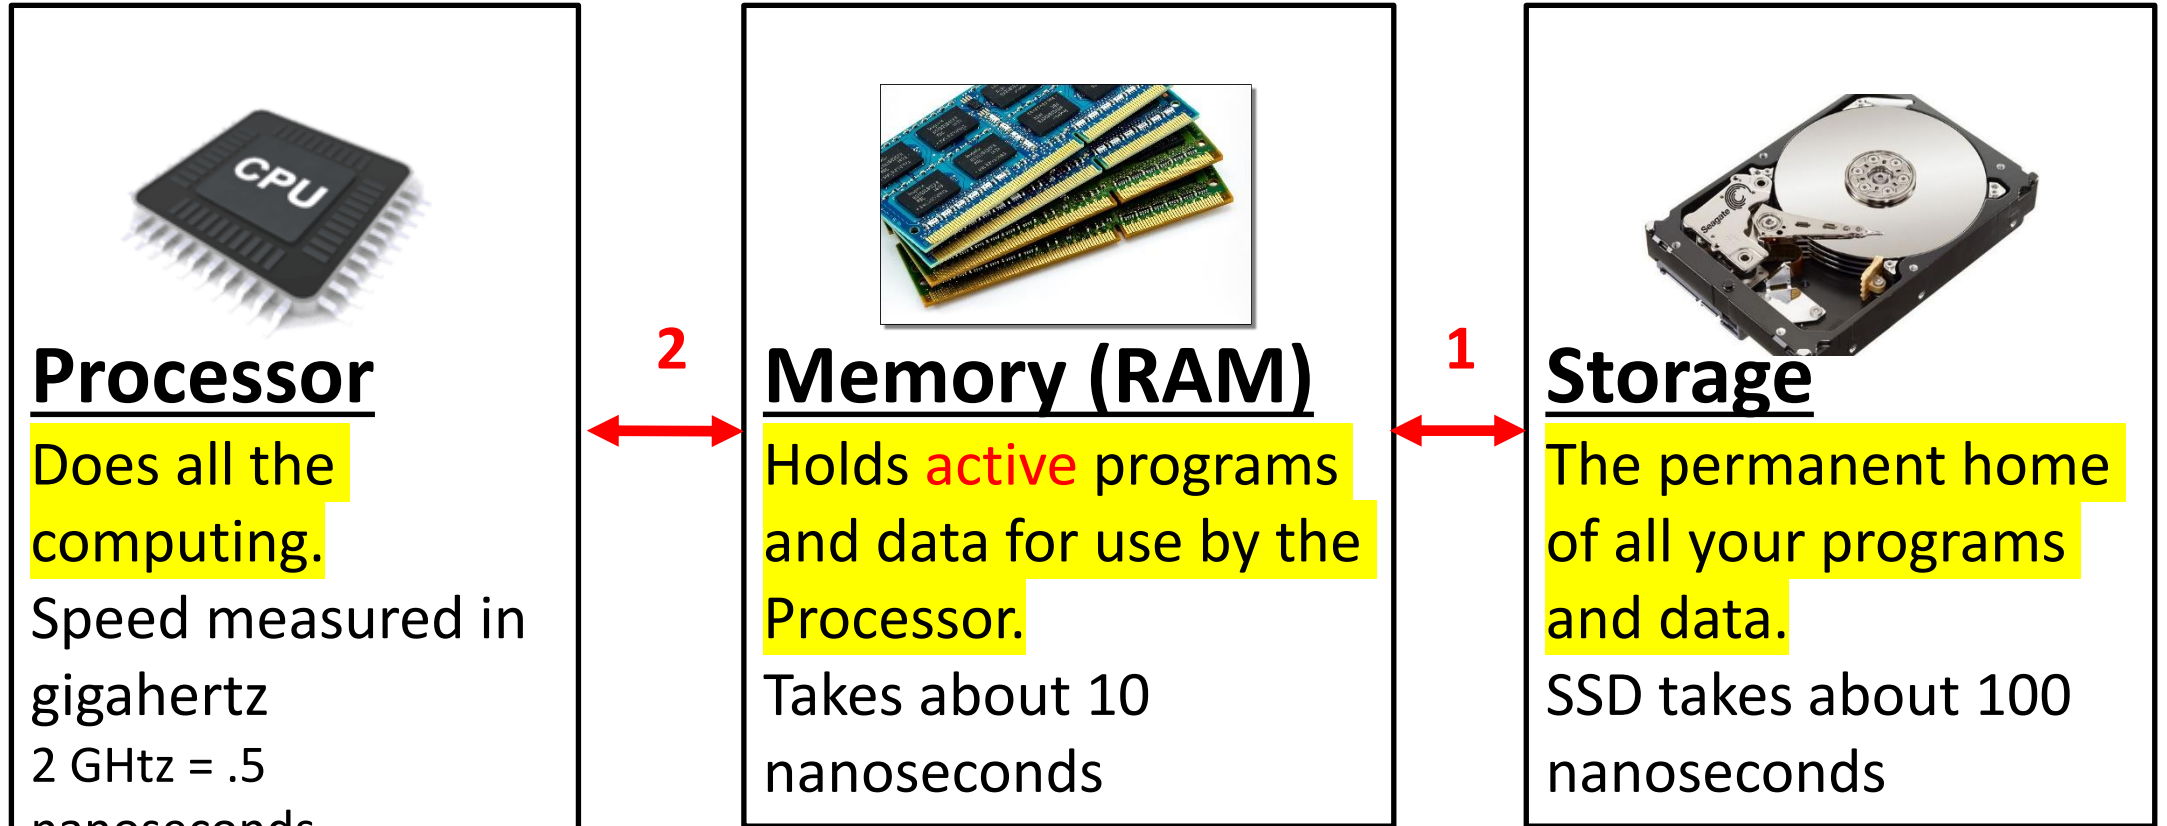 CPU
Processor
Does all the
computing.
Speed measured in
gigahertz
2 GHtz = .5
nanoseconds
2
Memory (RAM)
Holds active programs
and data for use by the
Processor.
Takes about 10
nanoseconds
1
Seagate
Storage
The permanent home
of all your programs
and data.
SSD takes about 100
nanoseconds